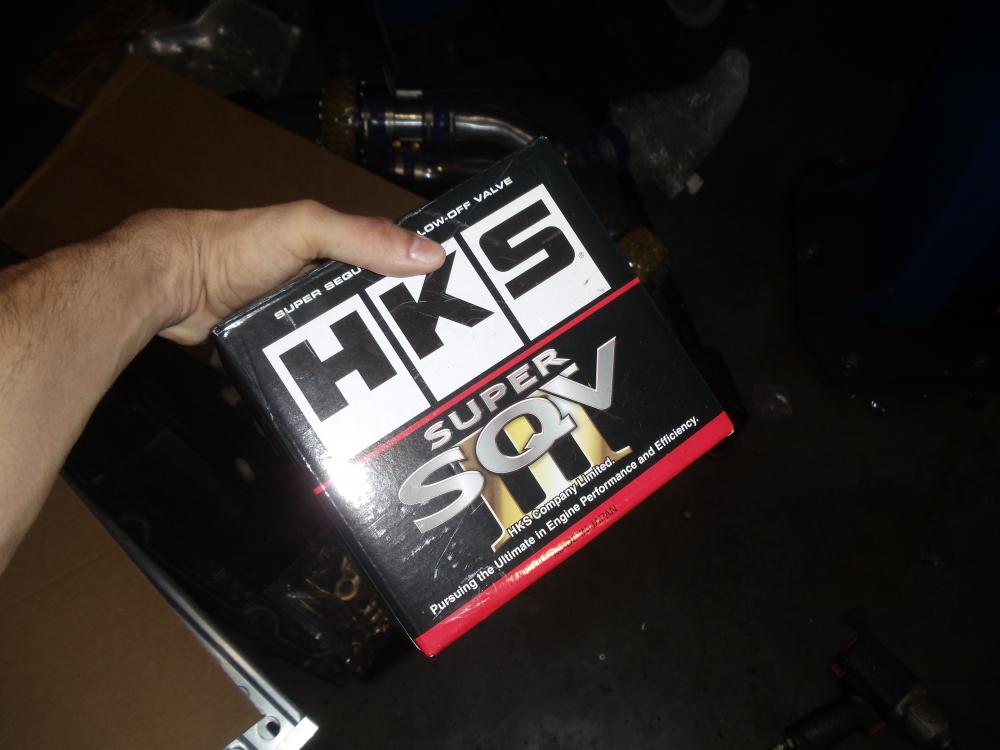 SUPER SEQU LOW-OFF VALVE
HKS®
SUPER
SQV
III
HKS Company Limited.
Pursuing the Ultimate in Engine Performance and Efficiency.
JAPAN